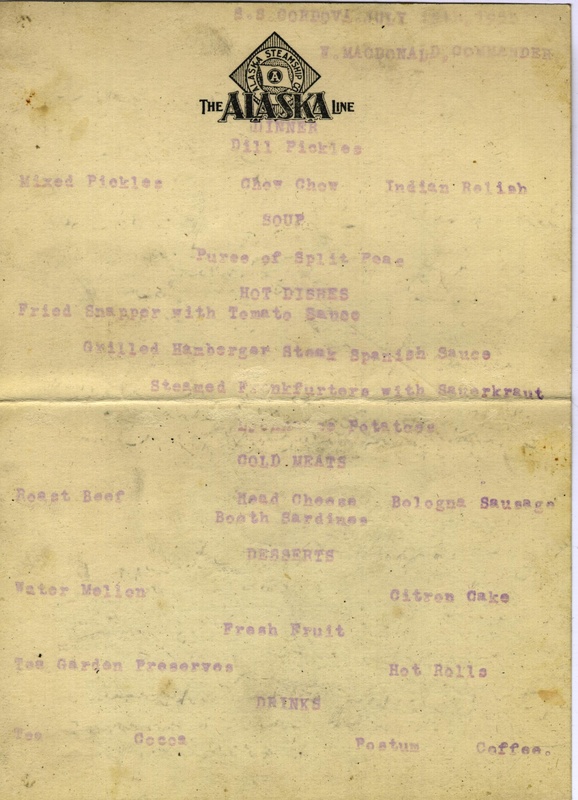 S.S. CORDOVA JULY
W. MACDONALD, COMMANDER
ALASKA STEAMSHIP CO
A
THE ALASKA LINE
DINNER
Dill Pickles
Mixed Pickles Chow Chow Indian Relish
SOUP
Puree of Split Peas
HOT DISHES
Fried Snapper with Tomato Sauce
Grilled Hamberger Steak Spanish Sauce
Steamed Frankfurters with Sauerkraut
Potatoes
COLD MEATS
Roast Beef Head Cheese Bologna Sausage
Booth Sardines
DESSERTS
Water Mellon Citron Cake
Fresh Fruit
Tea Garden Preserves Hot Rolls
DRINKS
Tea Cocoa Postum Coffee.